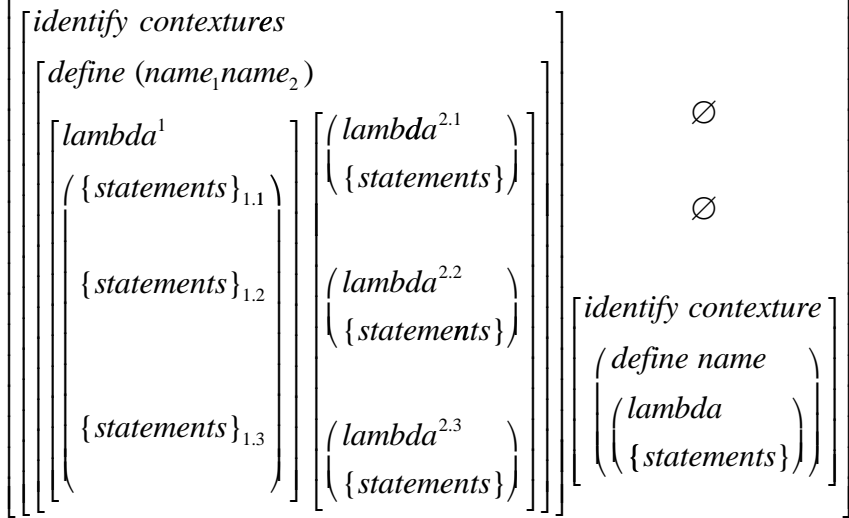 identify contextures
define (name₁name₂)
lambda¹
{statements}₁.₁
{statements}₁.₂
{statements}₁.₃
lambda²·¹
{statements}
lambda²·²
{statements}
lambda²·³
{statements}
∅
∅
identify contexture
define name
lambda
{statements}